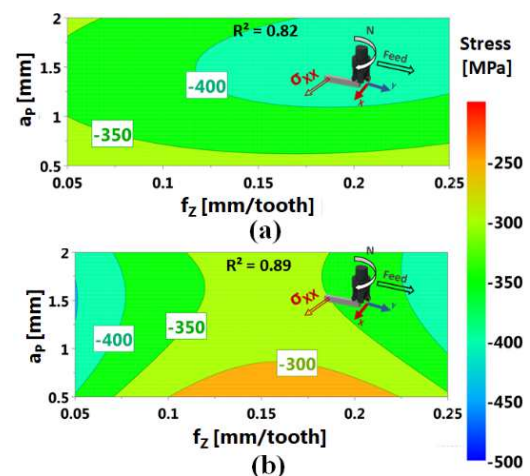 R² = 0.82
N
Feed
σxx
x
Y
-400
-350
aₚ [mm]
2
1.5
1
0.5
0.05 0.1 0.15 0.2 0.25
f_Z [mm/tooth]
(a)
R² = 0.89
N
Feed
σxx
x
Y
-400
-350
-300
aₚ [mm]
2
1.5
1
0.5
0.05 0.1 0.15 0.2 0.25
f_Z [mm/tooth]
(b)
Stress
[MPa]
-250
-300
-350
-400
-450
-500